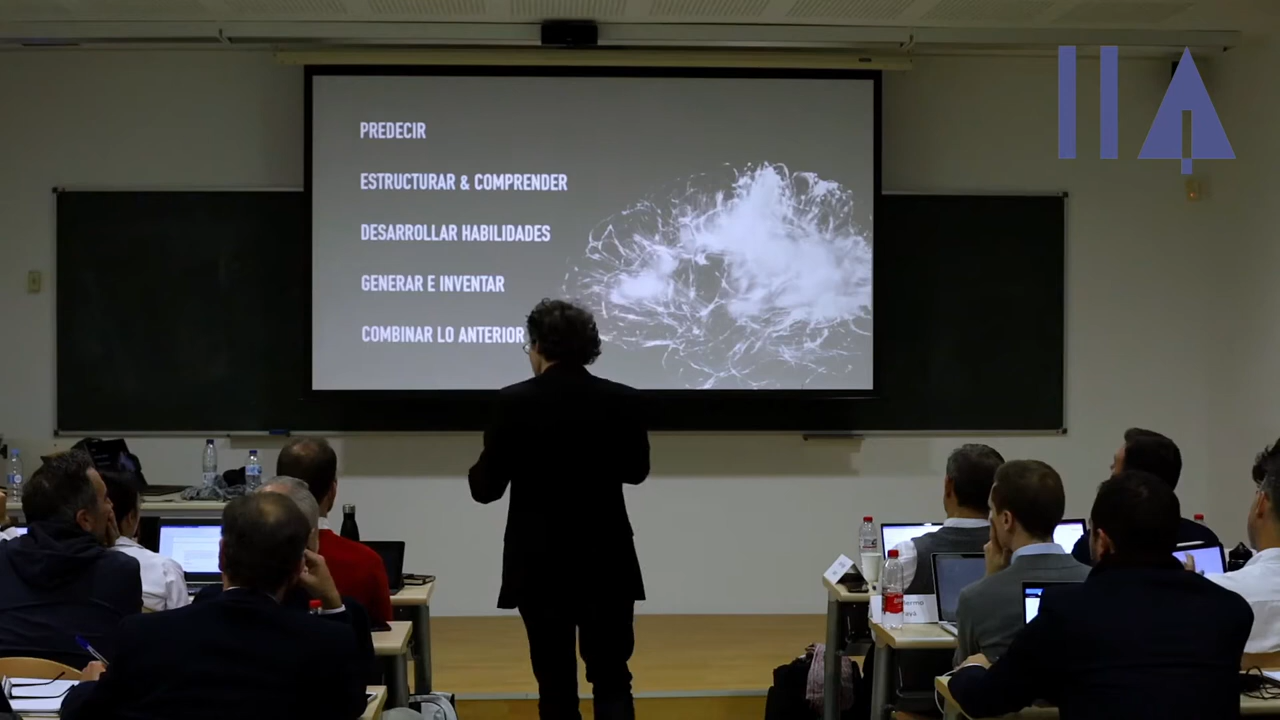 PREDECIR
ESTRUCTURAR & COMPRENDER
DESARROLLAR HABILIDADES
GENERAR E INVENTAR
COMBINAR LO ANTERIOR